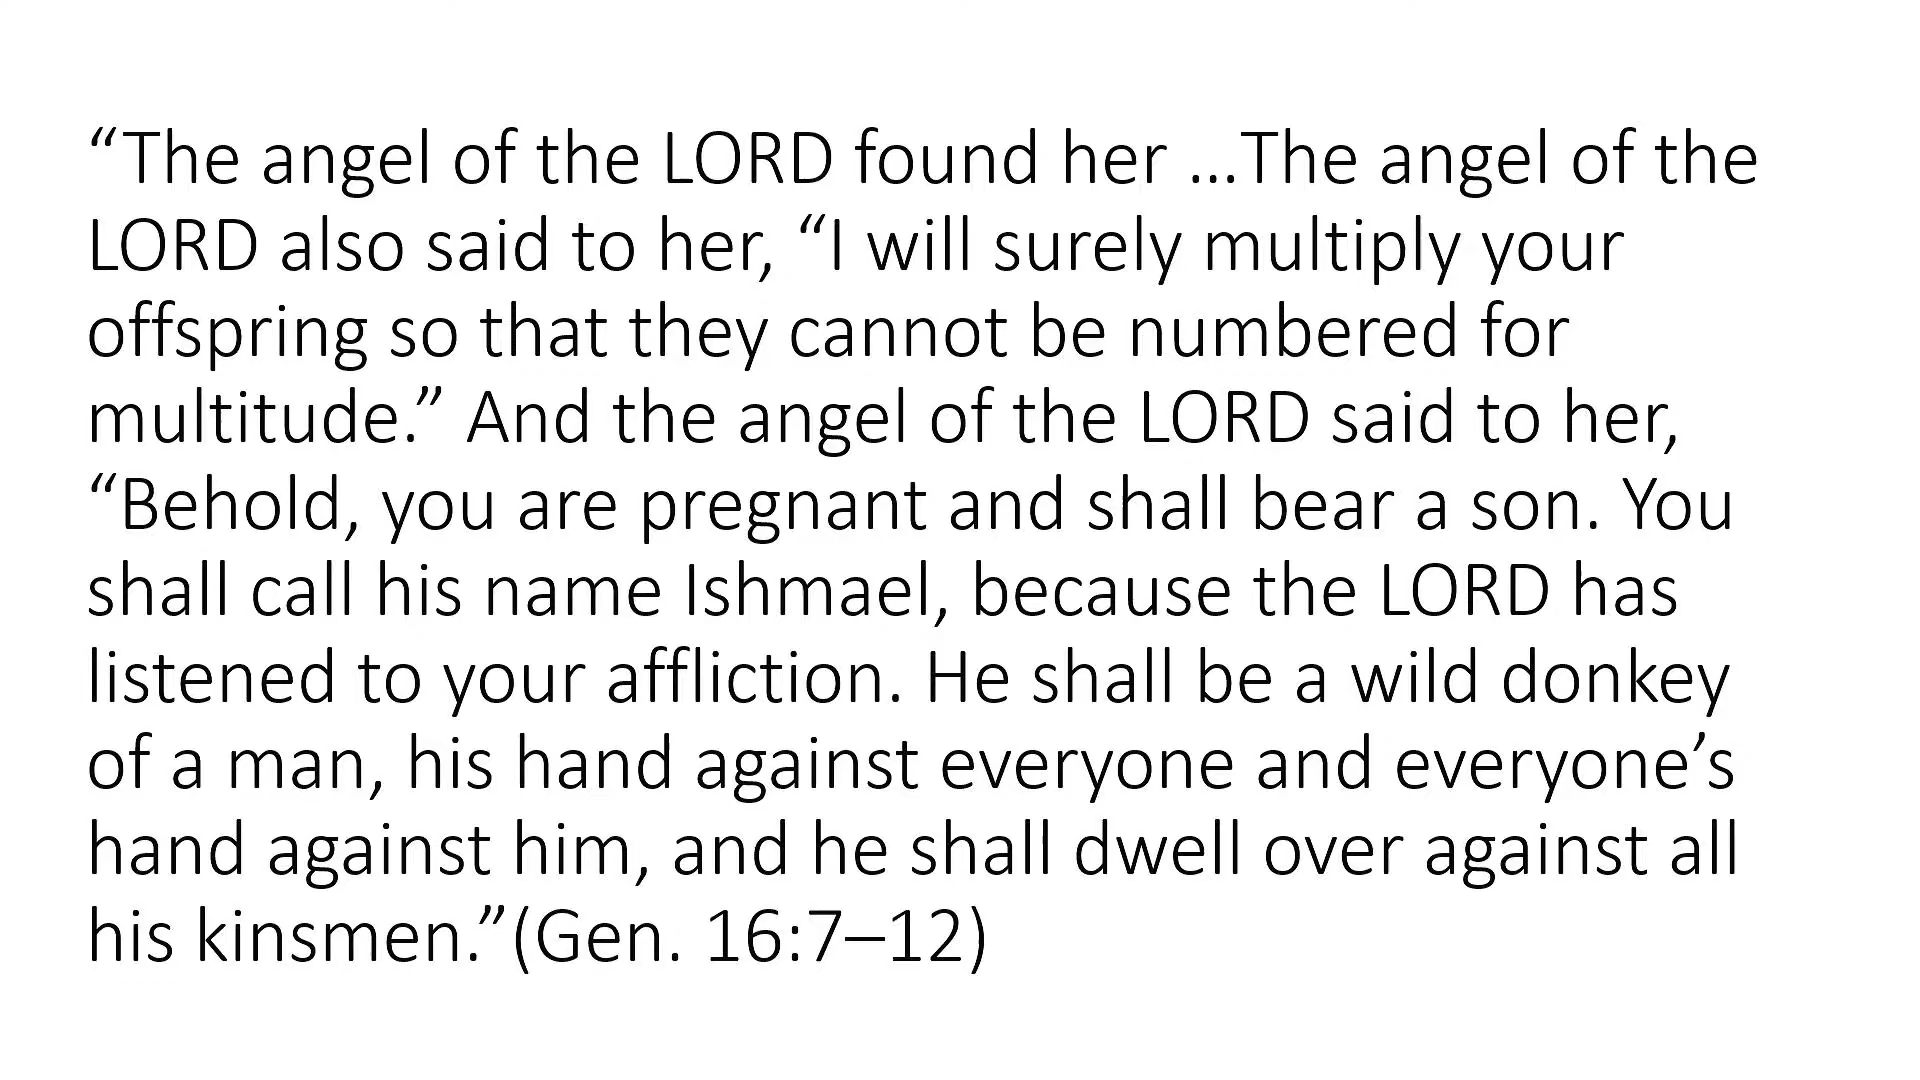 “The angel of the LORD found her …The angel of the
LORD also said to her, “I will surely multiply your
offspring so that they cannot be numbered for
multitude.” And the angel of the LORD said to her,
“Behold, you are pregnant and shall bear a son. You
shall call his name Ishmael, because the LORD has
listened to your affliction. He shall be a wild donkey
of a man, his hand against everyone and everyone’s
hand against him, and he shall dwell over against all
his kinsmen.”(Gen. 16:7–12)